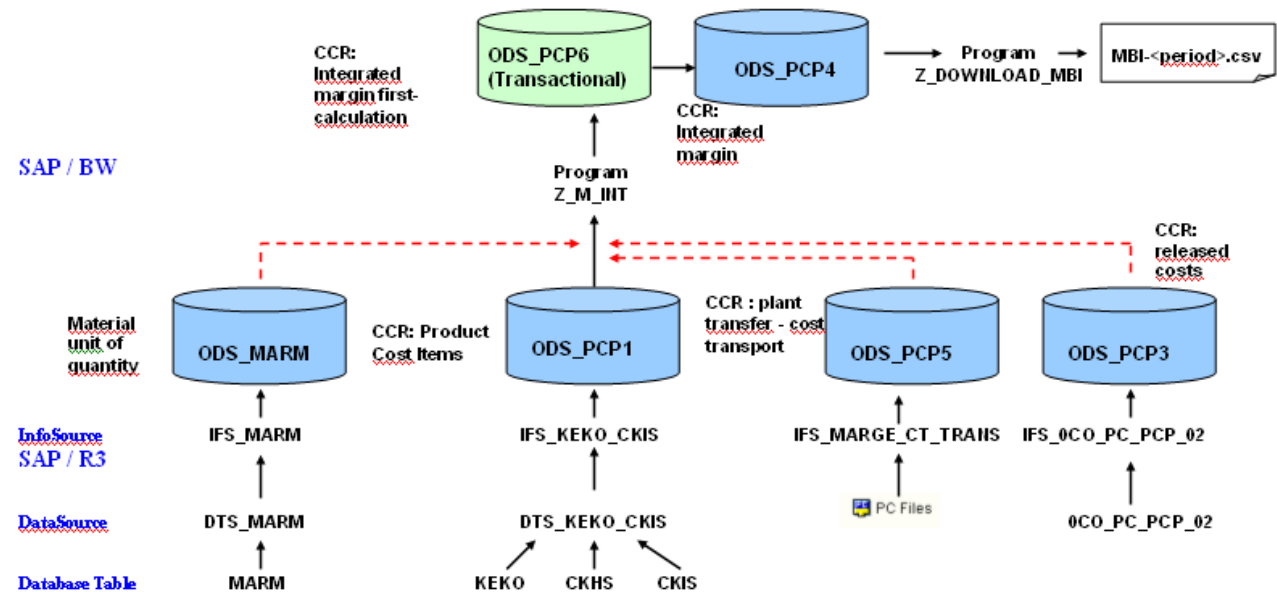 CCR:
Integrated
margin first-
calculation
ODS_PCP6
(Transactional)
ODS_PCP4
Program
Z_DOWNLOAD_MBI
MBI-<period>.csv
CCR:
Integrated
margin
SAP / BW
Program
Z_M_INT
CCR:
released
costs
Material
unit of
quantity
ODS_MARM
CCR: Product
Cost Items
ODS_PCP1
CCR : plant
transfer - cost
transport
ODS_PCP5
ODS_PCP3
InfoSource
IFS_MARM
IFS_KEKO_CKIS
IFS_MARGE_CT_TRANS
IFS_0CO_PC_PCP_02
SAP / R3
PC Files
DataSource
DTS_MARM
DTS_KEKO_CKIS
0CO_PC_PCP_02
Database Table
MARM
KEKO
CKHS
CKIS